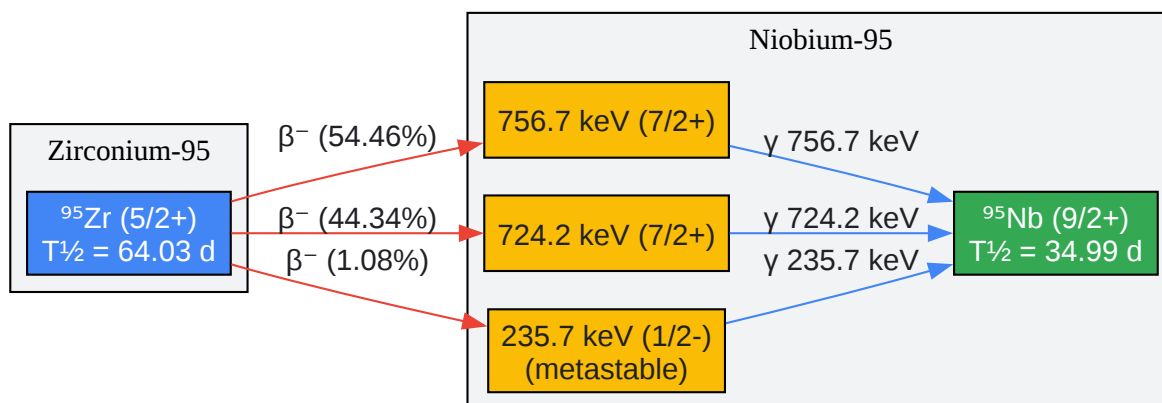 Niobium-95
Zirconium-95
⁹⁵Zr (5/2+)
T½ = 64.03 d
β⁻ (54.46%)
β⁻ (44.34%)
β⁻ (1.08%)
756.7 keV (7/2+)
724.2 keV (7/2+)
235.7 keV (1/2-)
(metastable)
γ 756.7 keV
γ 724.2 keV
γ 235.7 keV
⁹⁵Nb (9/2+)
T½ = 34.99 d